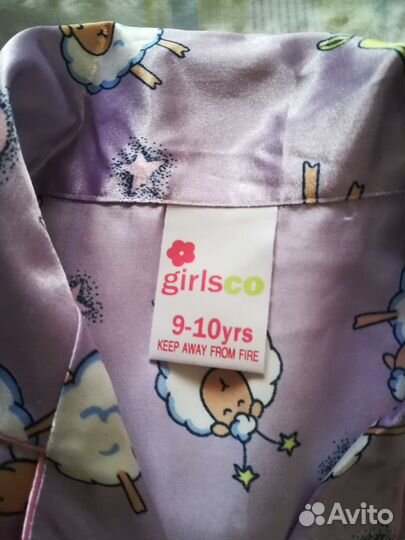 girlsco
9-10yrs
KEEP AWAY FROM FIRE
Avito